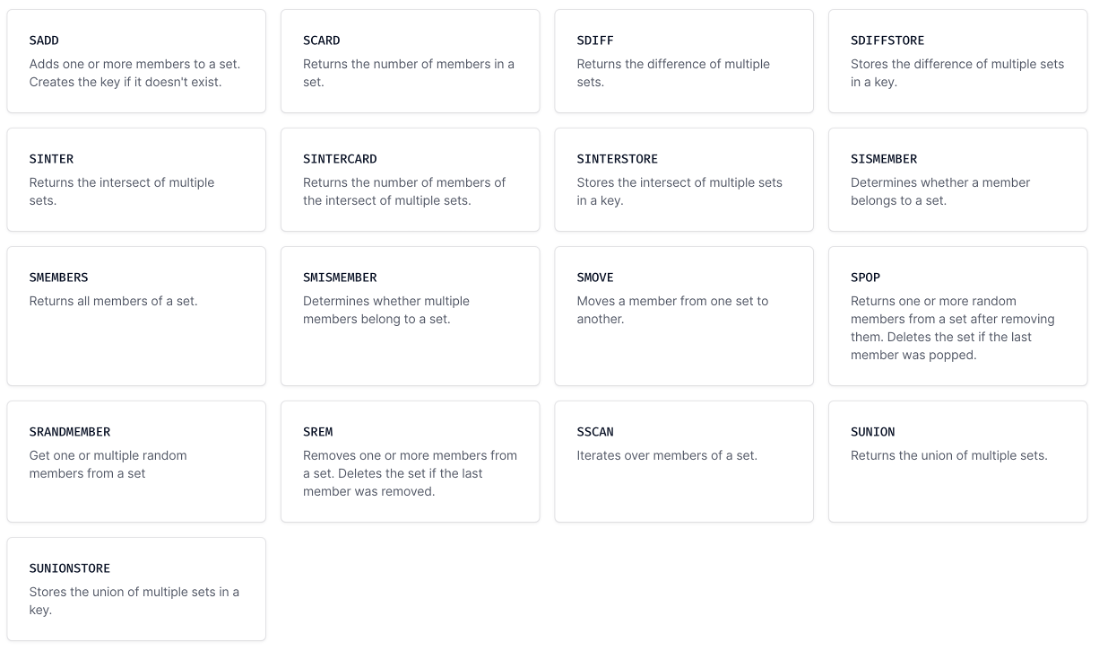 SADD
Adds one or more members to a set.
Creates the key if it doesn't exist.
SCARD
Returns the number of members in a
set.
SDIFF
Returns the difference of multiple
sets.
SDIFFSTORE
Stores the difference of multiple sets
in a key.
SINTER
Returns the intersect of multiple
sets.
SINTERCARD
Returns the number of members of
the intersect of multiple sets.
SINTERSTORE
Stores the intersect of multiple sets
in a key.
SISMEMBER
Determines whether a member
belongs to a set.
SMEMBERS
Returns all members of a set.
SMISMEMBER
Determines whether multiple
members belong to a set.
SMOVE
Moves a member from one set to
another.
SPOP
Returns one or more random
members from a set after removing
them. Deletes the set if the last
member was popped.
SRANDMEMBER
Get one or multiple random
members from a set
SREM
Removes one or more members from
a set. Deletes the set if the last
member was removed.
SSCAN
Iterates over members of a set.
SUNION
Returns the union of multiple sets.
SUNIONSTORE
Stores the union of multiple sets in a
key.